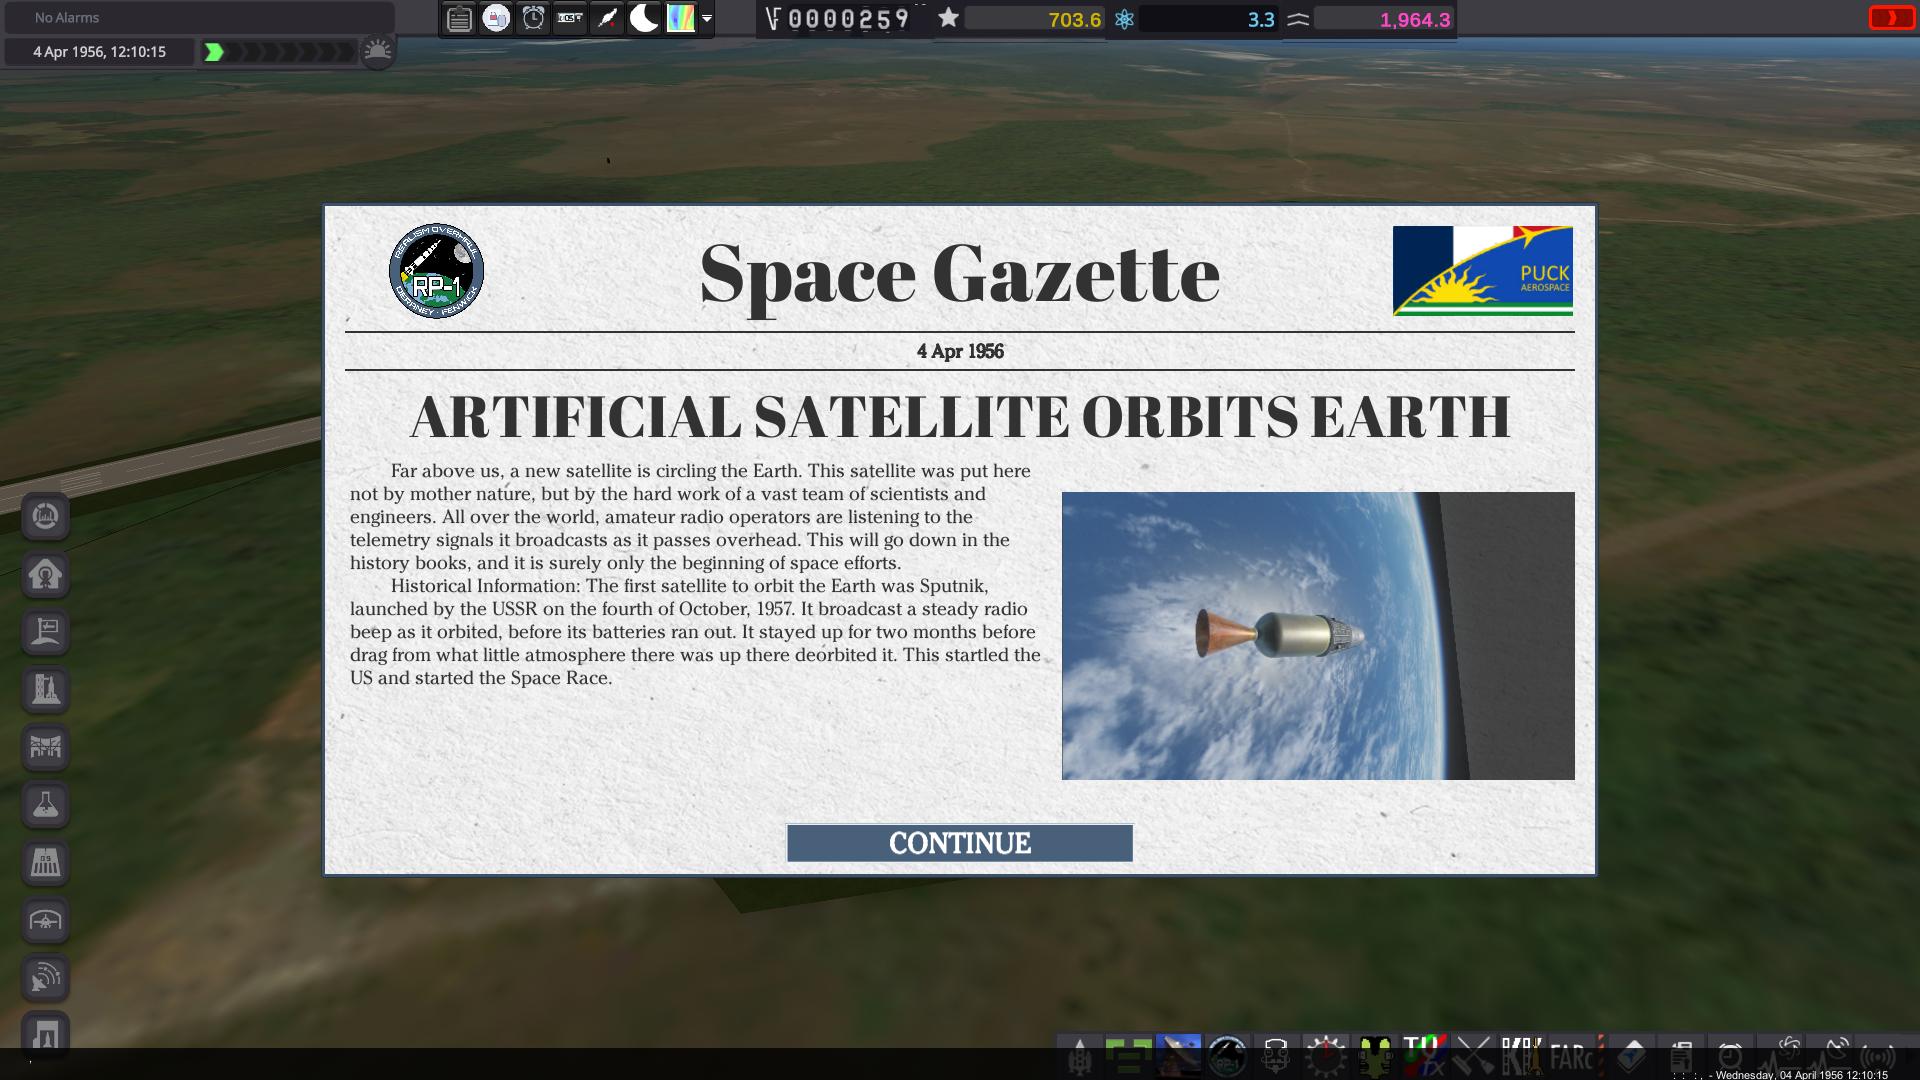 No Alarms
0000259
703.6
3.3
1,964.3
4 Apr 1956, 12:10:15
REALISM OVERHAUL
RP-1
Space Gazette
PUCK
AEROSPACE
4 Apr 1956
ARTIFICIAL SATELLITE ORBITS EARTH
Far above us, a new satellite is circling the Earth. This satellite was put here
not by mother nature, but by the hard work of a vast team of scientists and
engineers. All over the world, amateur radio operators are listening to the
telemetry signals it broadcasts as it passes overhead. This will go down in the
history books, and it is surely only the beginning of space efforts.
Historical Information: The first satellite to orbit the Earth was Sputnik,
launched by the USSR on the fourth of October, 1957. It broadcast a steady radio
beep as it orbited, before its batteries ran out. It stayed up for two months before
drag from what little atmosphere there was up there deorbited it. This startled the
US and started the Space Race.
CONTINUE
FARc
- Wednesday, 04 April 1956 12:10:15